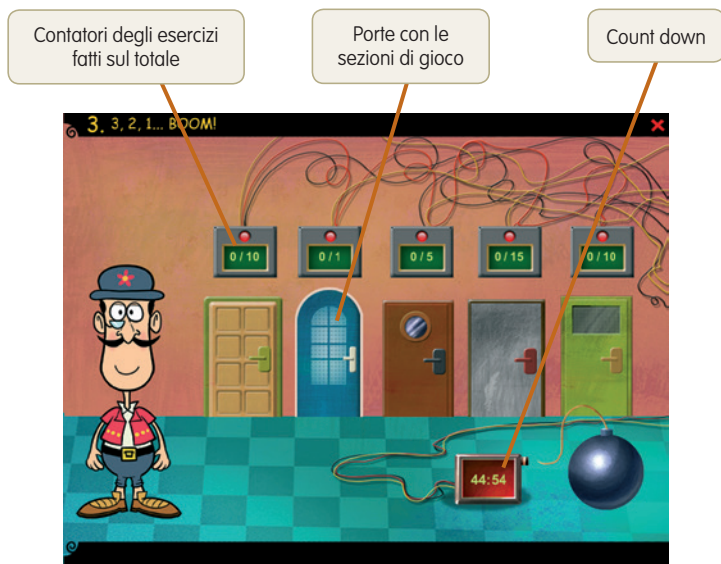 Contatori degli esercizi
fatti sul totale
Porte con le
sezioni di gioco
Count down
3. 3, 2, 1... BOOM!
0/10
0/1
0/5
0/15
0/10
44:54